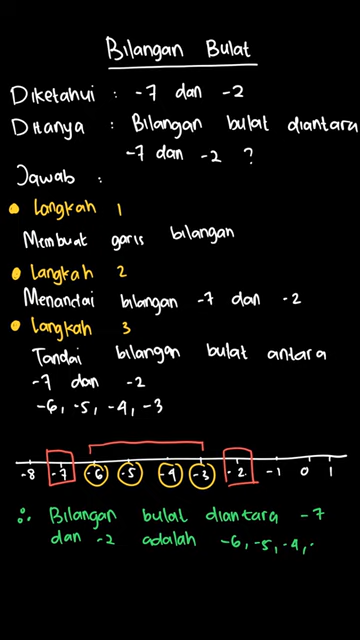 Bilangan Bulat
Diketahui : -7 dan -2
Ditanya : Bilangan bulat diantara
-7 dan -2 ?
Jawab :
Langkah 1
Membuat garis bilangan
Langkah 2
Menandai bilangan -7 dan -2
Langkah 3
Tandai bilangan bulat antara
-7 dan -2
-6, -5, -4, -3
-8 -7 -6 -5 -4 -3 -2 -1 0 1
∴ Bilangan bulat diantara -7
dan -2 adalah -6, -5, -4, -